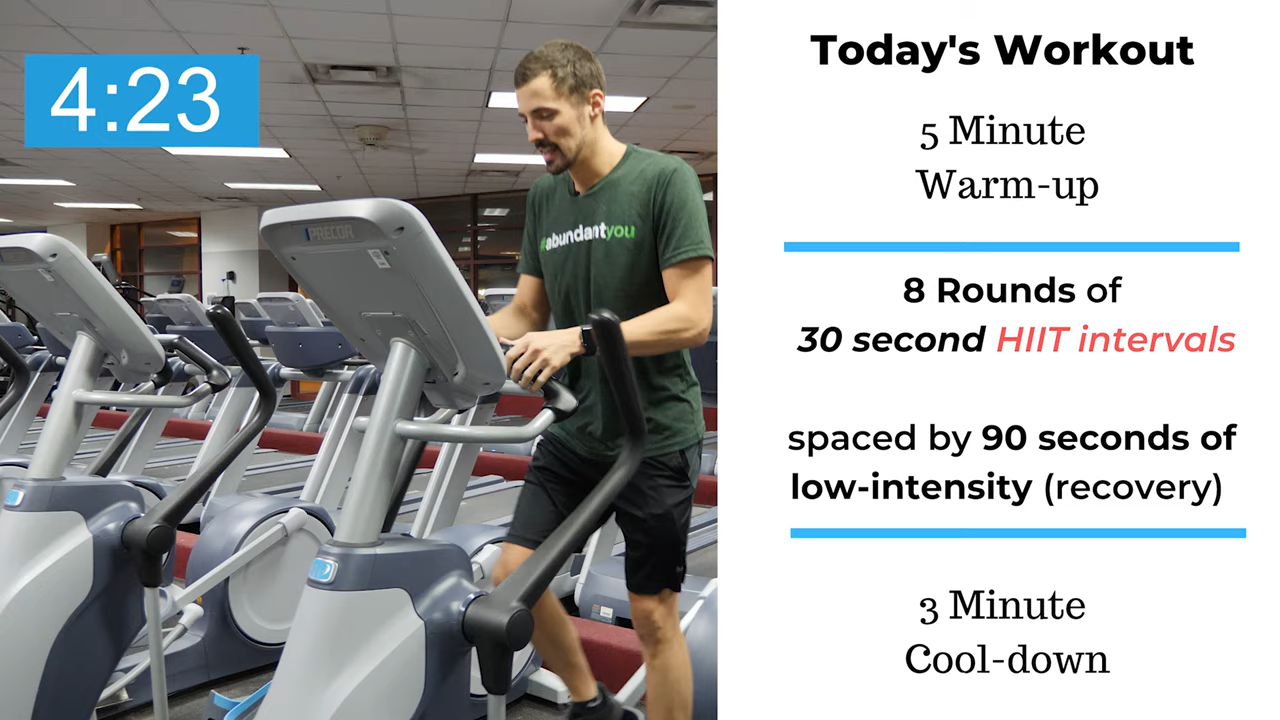 4:23
PRECOR
#abundantyou
Today's Workout
5 Minute
Warm-up
8 Rounds of
30 second HIIT intervals
spaced by 90 seconds of
low-intensity (recovery)
3 Minute
Cool-down